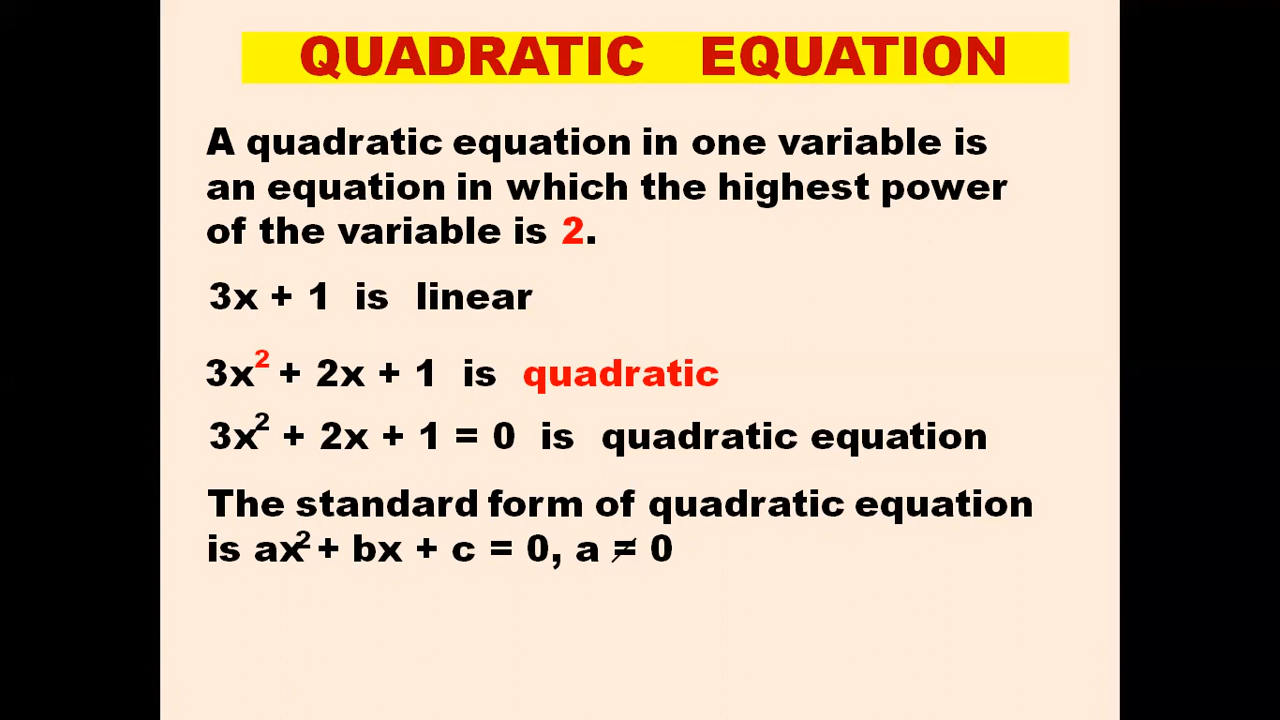 QUADRATIC EQUATION
A quadratic equation in one variable is
an equation in which the highest power
of the variable is 2.
3x + 1 is linear
3x² + 2x + 1 is quadratic
3x² + 2x + 1 = 0 is quadratic equation
The standard form of quadratic equation
is ax² + bx + c = 0, a ≠ 0